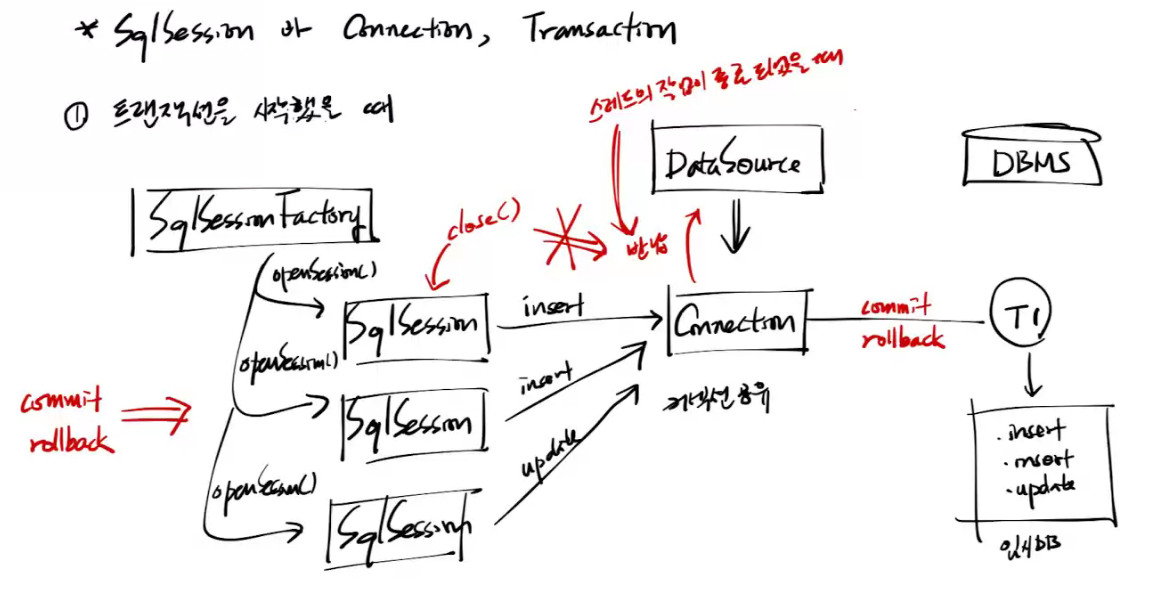 * SqlSession 과 Connection, Transaction
① 트랜잭션을 시작했을 때
스레드의 작업이 종료되었을 때
DataSource
DBMS
SqlSessionFactory
close()
반납
openSession()
SqlSession
insert
Connection
commit
rollback
T1
openSession()
commit
rollback
SqlSession
insert
커넥션 공유
openSession()
SqlSession
update
. insert
. insert
. update
임시DB